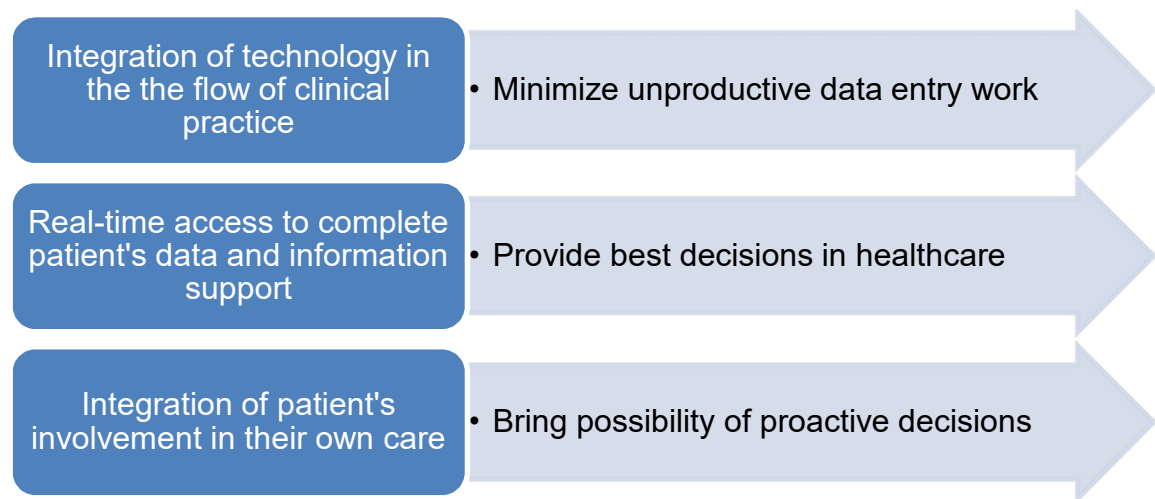 Integration of technology in
the the flow of clinical
practice
• Minimize unproductive data entry work
Real-time access to complete
patient's data and information
support
• Provide best decisions in healthcare
Integration of patient's
involvement in their own care
• Bring possibility of proactive decisions